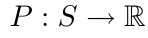 P : S → ℝ